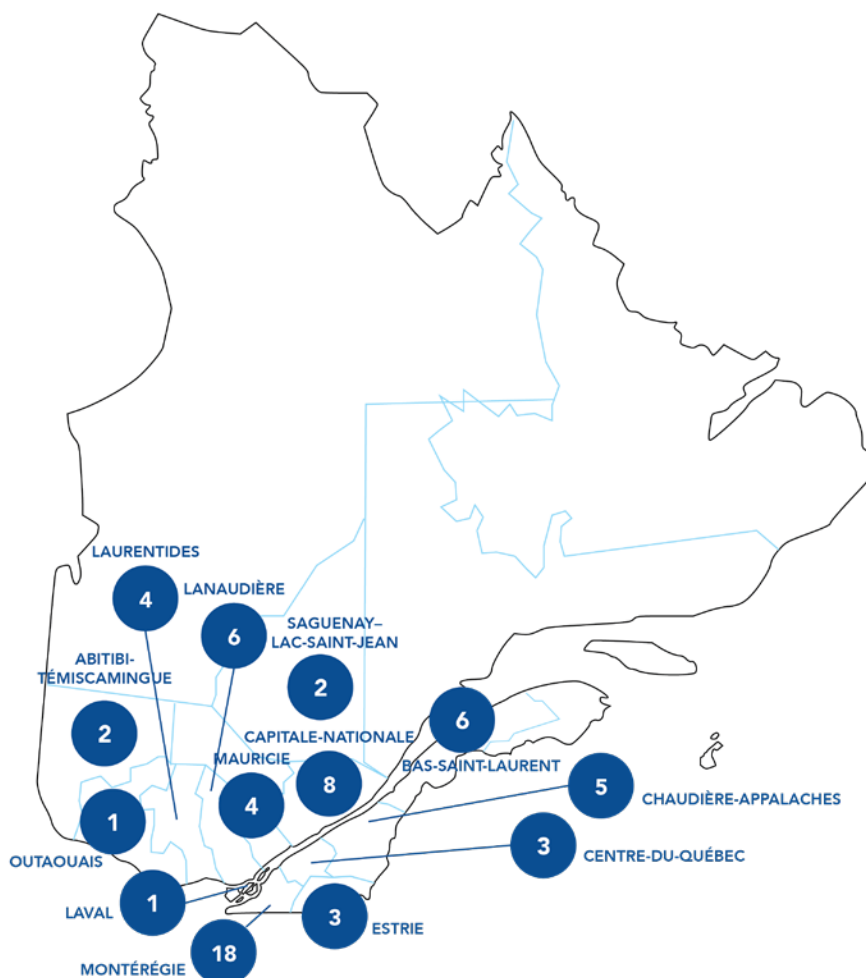 LAURENTIDES
4
LANAUDIÈRE
6
SAGUENAY–
LAC-SAINT-JEAN
2
ABITIBI-
TÉMISCAMINGUE
2
CAPITALE-NATIONALE
8
MAURICIE
4
6
BAS-SAINT-LAURENT
5
CHAUDIÈRE-APPALACHES
1
OUTAOUAIS
3
CENTRE-DU-QUÉBEC
1
LAVAL
3
ESTRIE
18
MONTÉRÉGIE